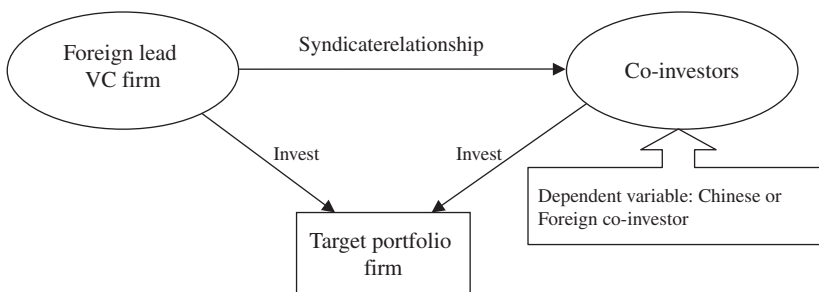 Foreign lead
VC firm
Syndicaterelationship
Co-investors
Invest
Invest
Dependent variable: Chinese or
Foreign co-investor
Target portfolio
firm